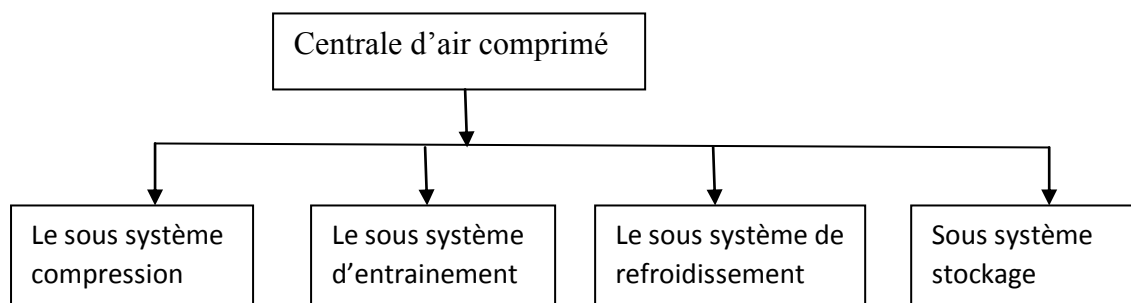 Centrale d’air comprimé
Le sous système
compression
Le sous système
d’entrainement
Le sous système de
refroidissement
Sous système
stockage